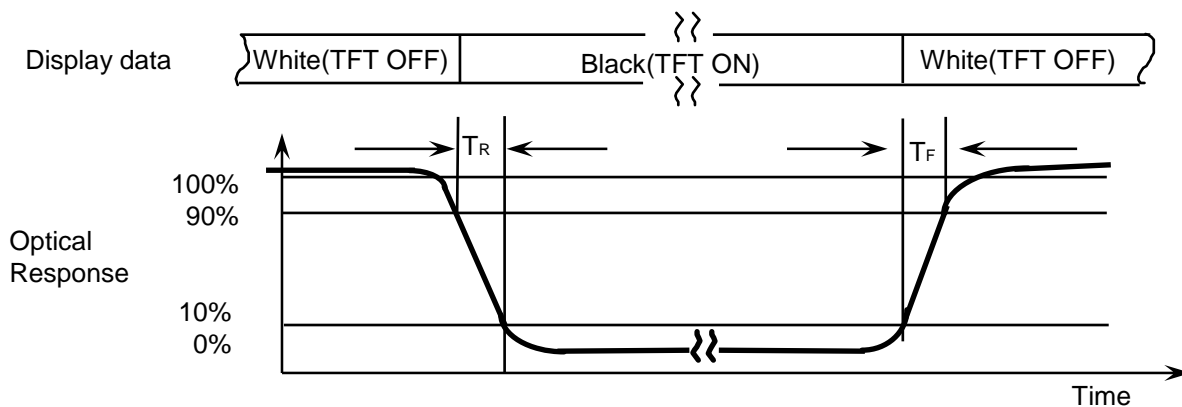 Display data
White(TFT OFF)
Black(TFT ON)
White(TFT OFF)
TR
TF
100%
90%
Optical
Response
10%
0%
Time